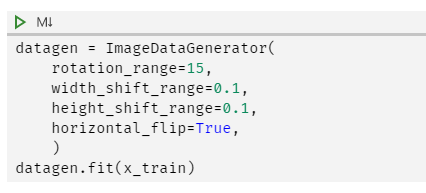 M↓
datagen = ImageDataGenerator(
    rotation_range=15,
    width_shift_range=0.1,
    height_shift_range=0.1,
    horizontal_flip=True,
    )
datagen.fit(x_train)